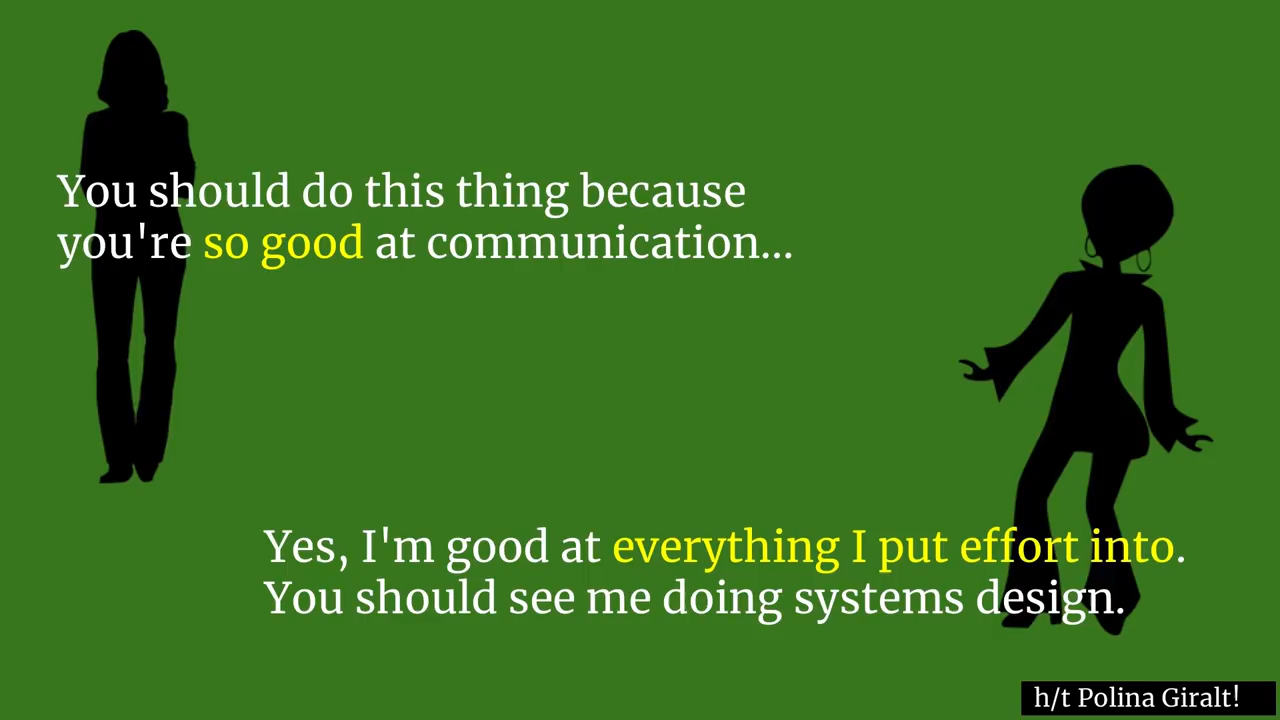 You should do this thing because
you're so good at communication...
Yes, I'm good at everything I put effort into.
You should see me doing systems design.
h/t Polina Giralt!